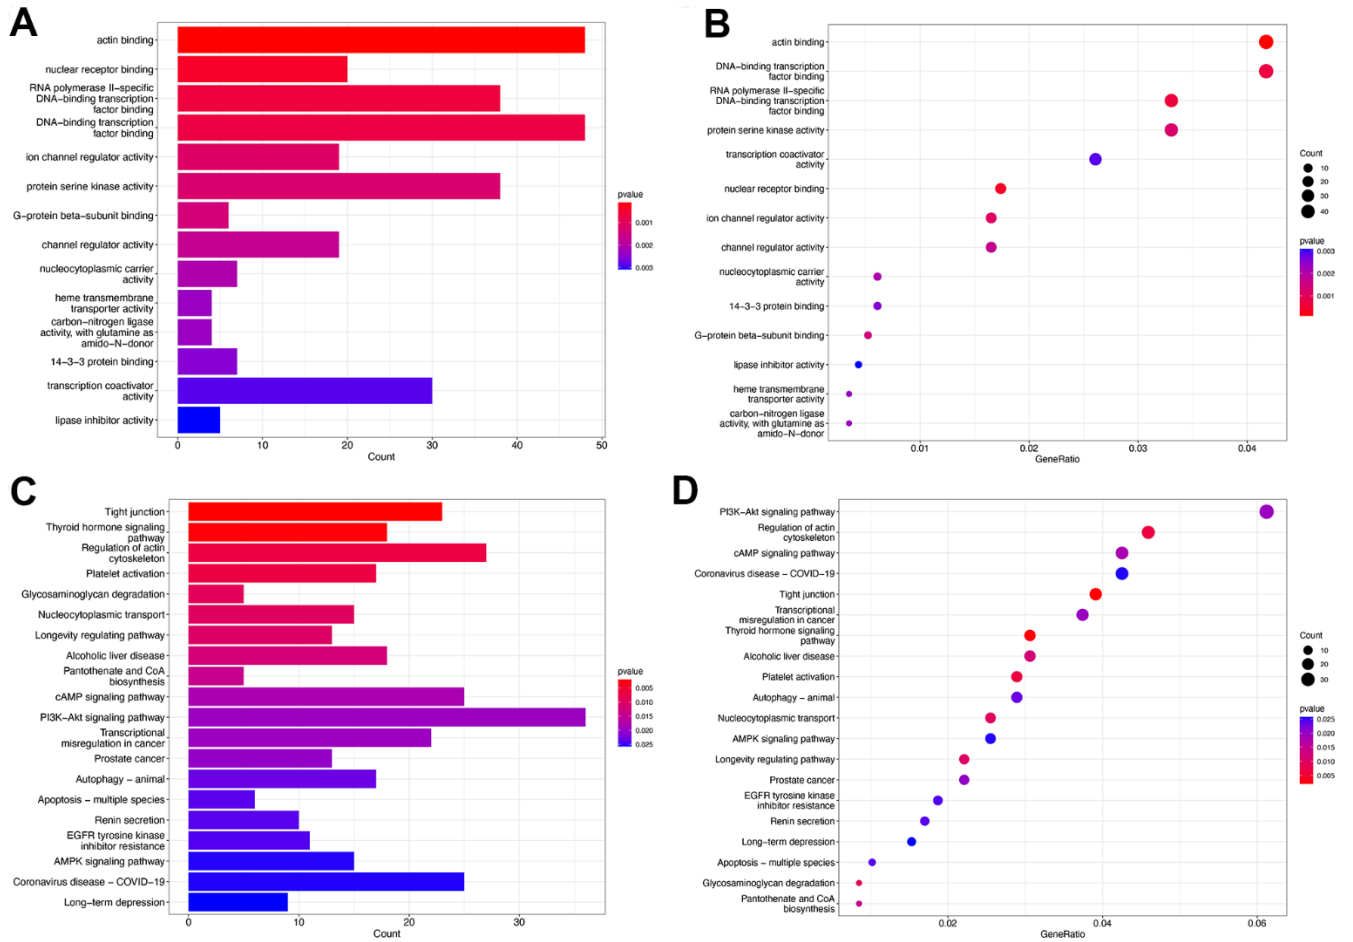 A
actin binding
nuclear receptor binding
RNA polymerase II−specific
DNA−binding transcription
factor binding
DNA−binding transcription
factor binding
ion channel regulator activity
protein serine kinase activity
G−protein beta−subunit binding
channel regulator activity
nucleocytoplasmic carrier
activity
heme transmembrane
transporter activity
carbon−nitrogen ligase
activity, with glutamine as
amido−N−donor
14−3−3 protein binding
transcription coactivator
activity
lipase inhibitor activity
0 10 20 30 40 50
Count
pvalue
0.001
0.002
0.003
B
actin binding
DNA−binding transcription
factor binding
RNA polymerase II−specific
DNA−binding transcription
factor binding
protein serine kinase activity
transcription coactivator
activity
nuclear receptor binding
ion channel regulator activity
channel regulator activity
nucleocytoplasmic carrier
activity
14−3−3 protein binding
G−protein beta−subunit binding
lipase inhibitor activity
heme transmembrane
transporter activity
carbon−nitrogen ligase
activity, with glutamine as
amido−N−donor
0.01 0.02 0.03 0.04
GeneRatio
Count
10
20
30
40
pvalue
0.003
0.002
0.001
C
Tight junction
Thyroid hormone signaling
pathway
Regulation of actin
cytoskeleton
Platelet activation
Glycosaminoglycan degradation
Nucleocytoplasmic transport
Longevity regulating pathway
Alcoholic liver disease
Pantothenate and CoA
biosynthesis
cAMP signaling pathway
PI3K−Akt signaling pathway
Transcriptional
misregulation in cancer
Prostate cancer
Autophagy − animal
Apoptosis − multiple species
Renin secretion
EGFR tyrosine kinase
inhibitor resistance
AMPK signaling pathway
Coronavirus disease − COVID−19
Long−term depression
0 10 20 30
Count
pvalue
0.005
0.010
0.015
0.020
0.025
D
PI3K−Akt signaling pathway
Regulation of actin
cytoskeleton
cAMP signaling pathway
Coronavirus disease − COVID−19
Tight junction
Transcriptional
misregulation in cancer
Thyroid hormone signaling
pathway
Alcoholic liver disease
Platelet activation
Autophagy − animal
Nucleocytoplasmic transport
AMPK signaling pathway
Longevity regulating pathway
Prostate cancer
EGFR tyrosine kinase
inhibitor resistance
Renin secretion
Long−term depression
Apoptosis − multiple species
Glycosaminoglycan degradation
Pantothenate and CoA
biosynthesis
0.02 0.04 0.06
GeneRatio
Count
10
20
30
pvalue
0.025
0.020
0.015
0.010
0.005